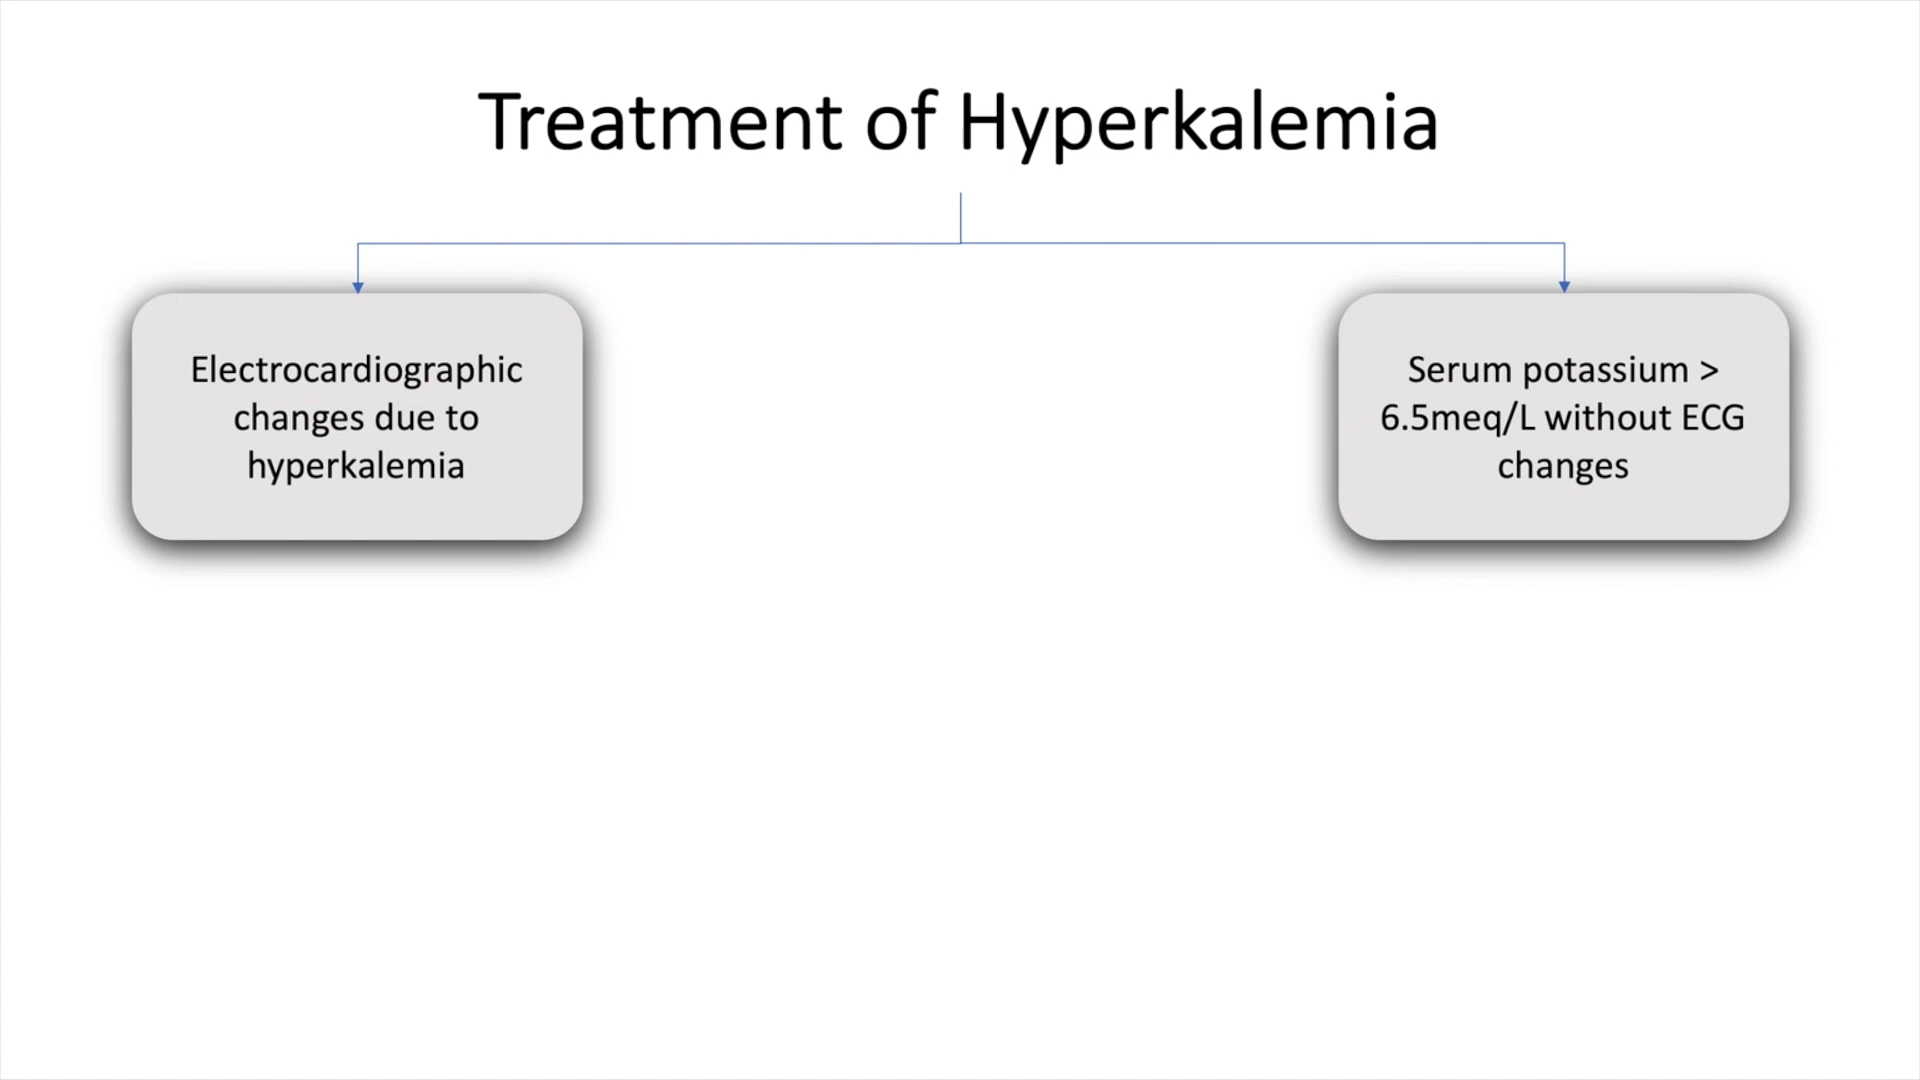 Treatment of Hyperkalemia
Electrocardiographic
changes due to
hyperkalemia
Serum potassium >
6.5meq/L without ECG
changes